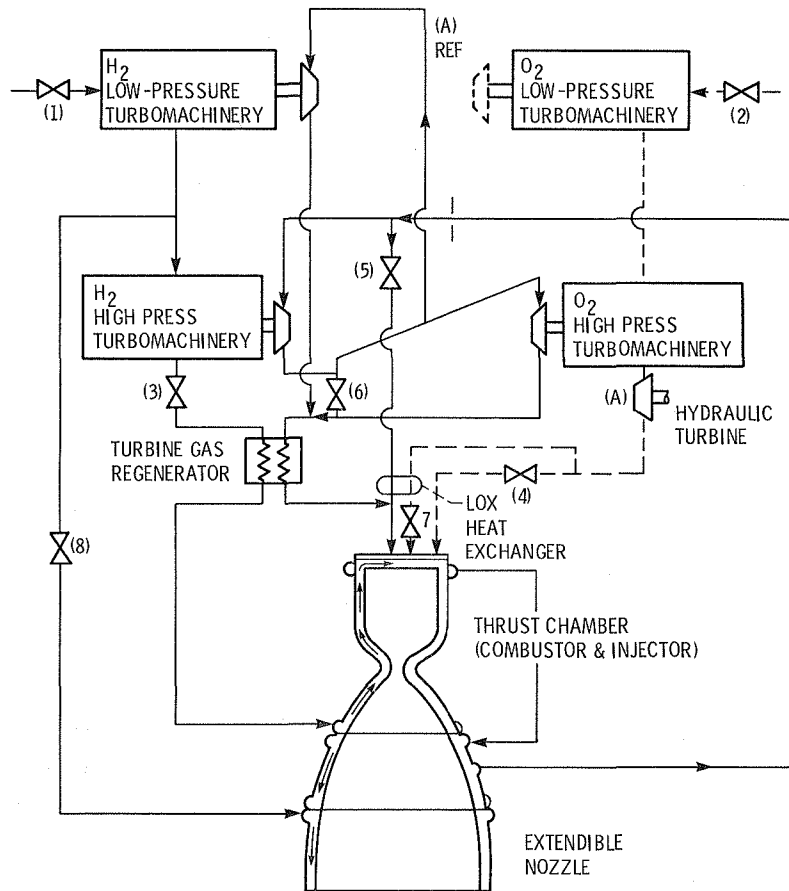 (A)
REF
H2
LOW-PRESSURE
TURBOMACHINERY
O2
LOW-PRESSURE
TURBOMACHINERY
(1)
(2)
(5)
H2
HIGH PRESS
TURBOMACHINERY
O2
HIGH PRESS
TURBOMACHINERY
(3)
(6)
(A)
HYDRAULIC
TURBINE
TURBINE GAS
REGENERATOR
(4)
LOX
HEAT
EXCHANGER
7
(8)
THRUST CHAMBER
(COMBUSTOR & INJECTOR)
EXTENDIBLE
NOZZLE